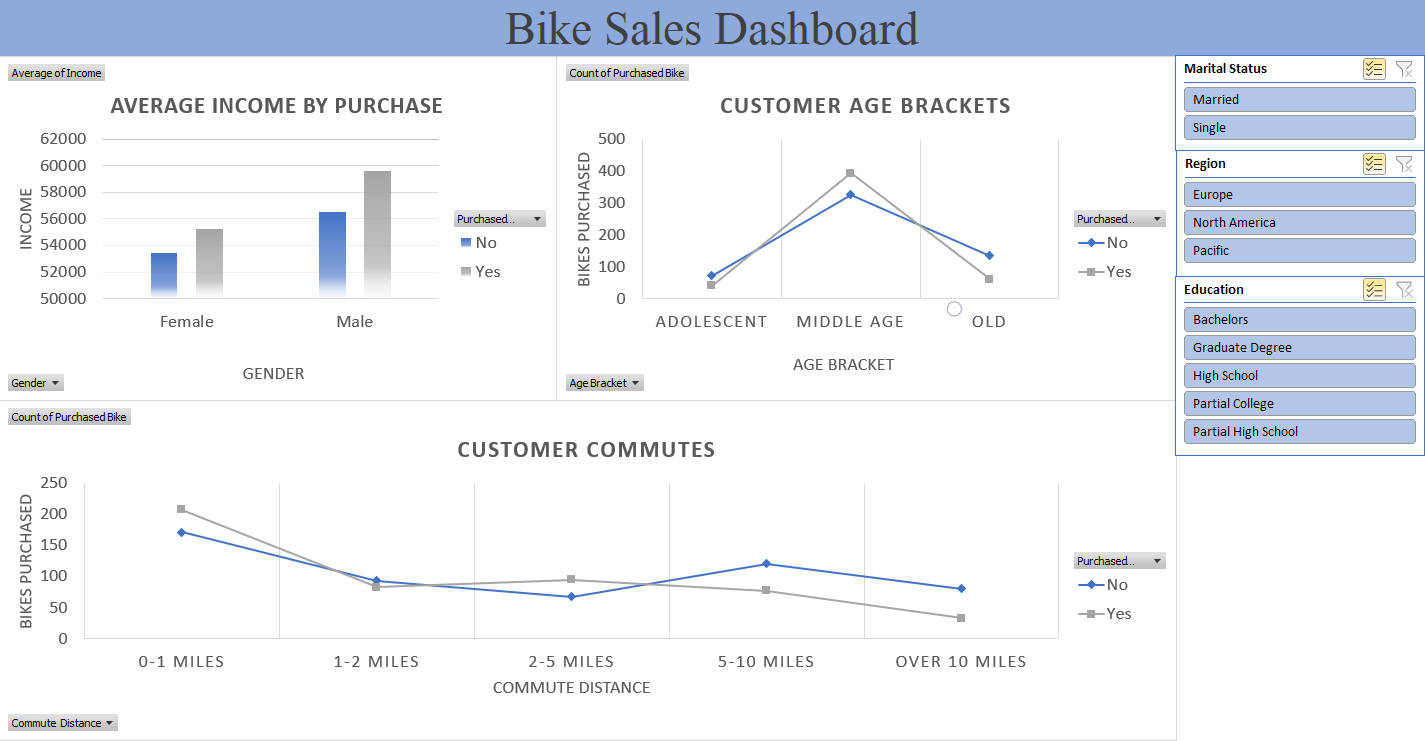 Bike Sales Dashboard
Average of Income
AVERAGE INCOME BY PURCHASE
62000
60000
58000
56000
54000
52000
50000
INCOME
Female
Male
GENDER
Purchased...
No
Yes
Gender
Count of Purchased Bike
CUSTOMER AGE BRACKETS
500
400
300
200
100
0
BIKES PURCHASED
ADOLESCENT
MIDDLE AGE
OLD
AGE BRACKET
Purchased...
No
Yes
Age Bracket
Marital Status
Married
Single
Region
Europe
North America
Pacific
Education
Bachelors
Graduate Degree
High School
Partial College
Partial High School
Count of Purchased Bike
CUSTOMER COMMUTES
250
200
150
100
50
0
BIKES PURCHASED
0-1 MILES
1-2 MILES
2-5 MILES
5-10 MILES
OVER 10 MILES
COMMUTE DISTANCE
Purchased...
No
Yes
Commute Distance